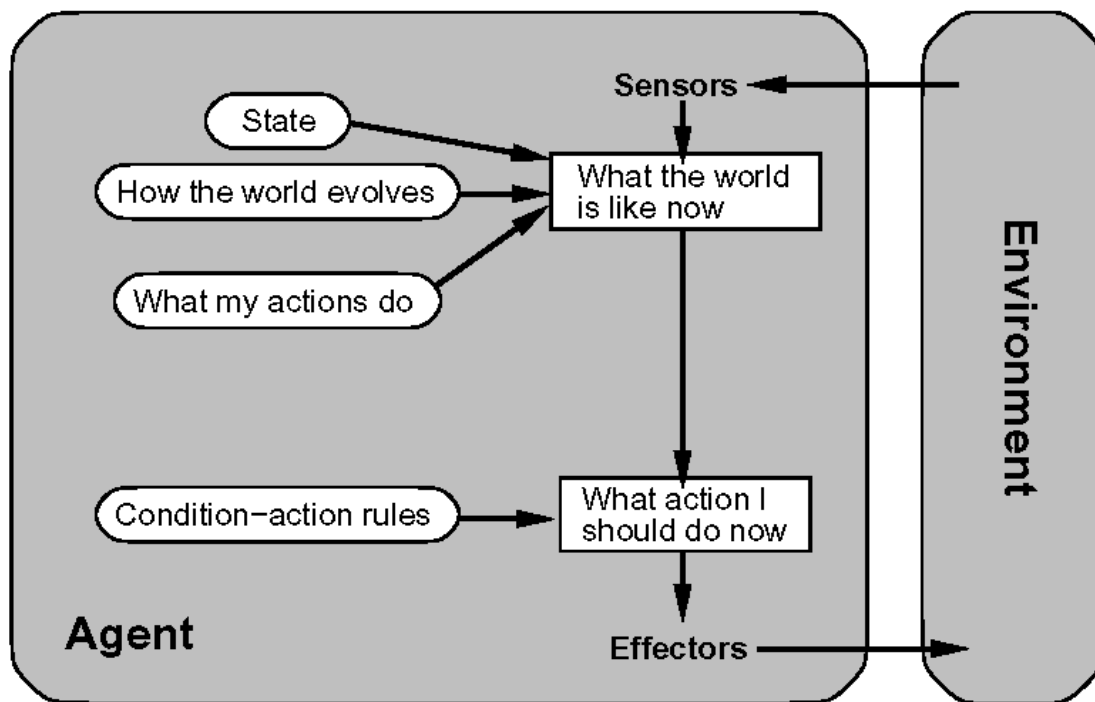 Sensors
State
What the world
is like now
How the world evolves
What my actions do
Environment
Condition−action rules
What action I
should do now
Agent
Effectors